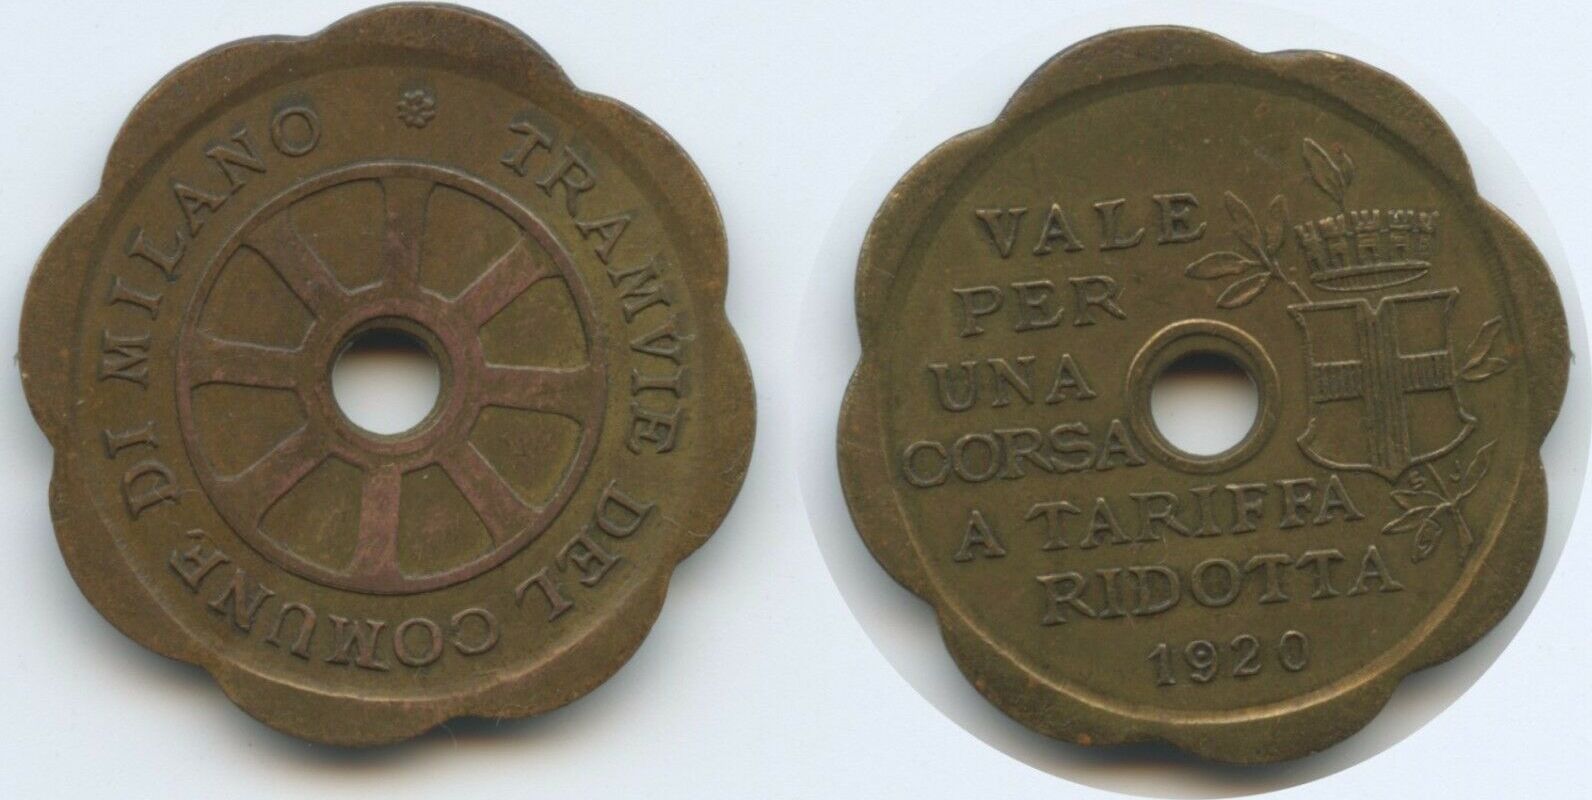 TRAMVIE DEL COMUNE DI MILANO
VALE
PER
UNA
CORSA
A TARIFFA
RIDOTTA
1920